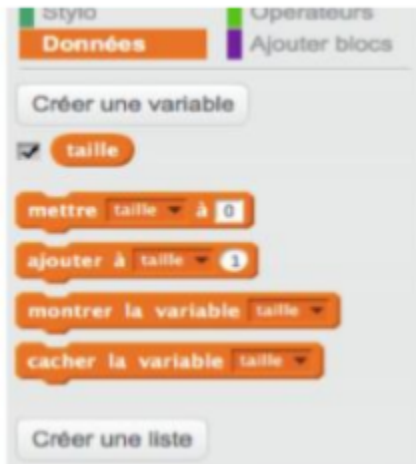 Stylo Opérateurs
Données Ajouter blocs
Créer une variable
taille
mettre taille à 0
ajouter à taille 1
montrer la variable taille
cacher la variable taille
Créer une liste